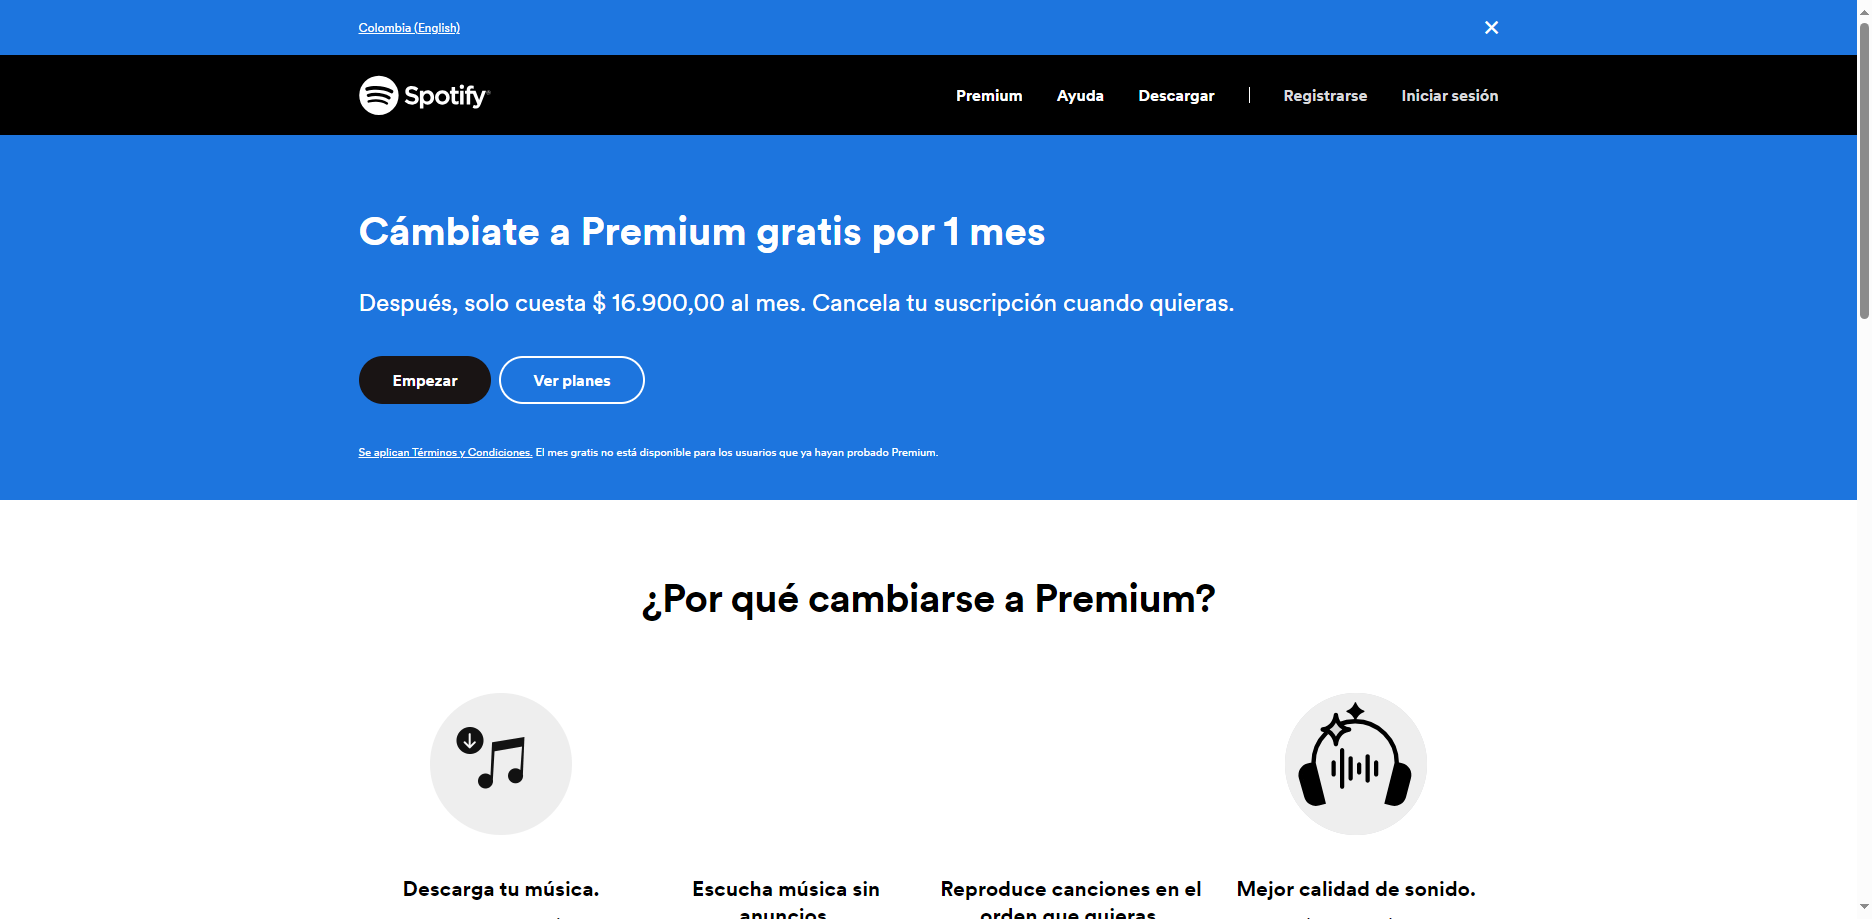 Colombia (English)
Spotify
Premium
Ayuda
Descargar
Registrarse
Iniciar sesión
Cámbiate a Premium gratis por 1 mes
Después, solo cuesta $ 16.900,00 al mes. Cancela tu suscripción cuando quieras.
Empezar
Ver planes
Se aplican Términos y Condiciones. El mes gratis no está disponible para los usuarios que ya hayan probado Premium.
¿Por qué cambiarse a Premium?
Descarga tu música.
Escucha música sin
anuncios
Reproduce canciones en el
orden que quieras
Mejor calidad de sonido.